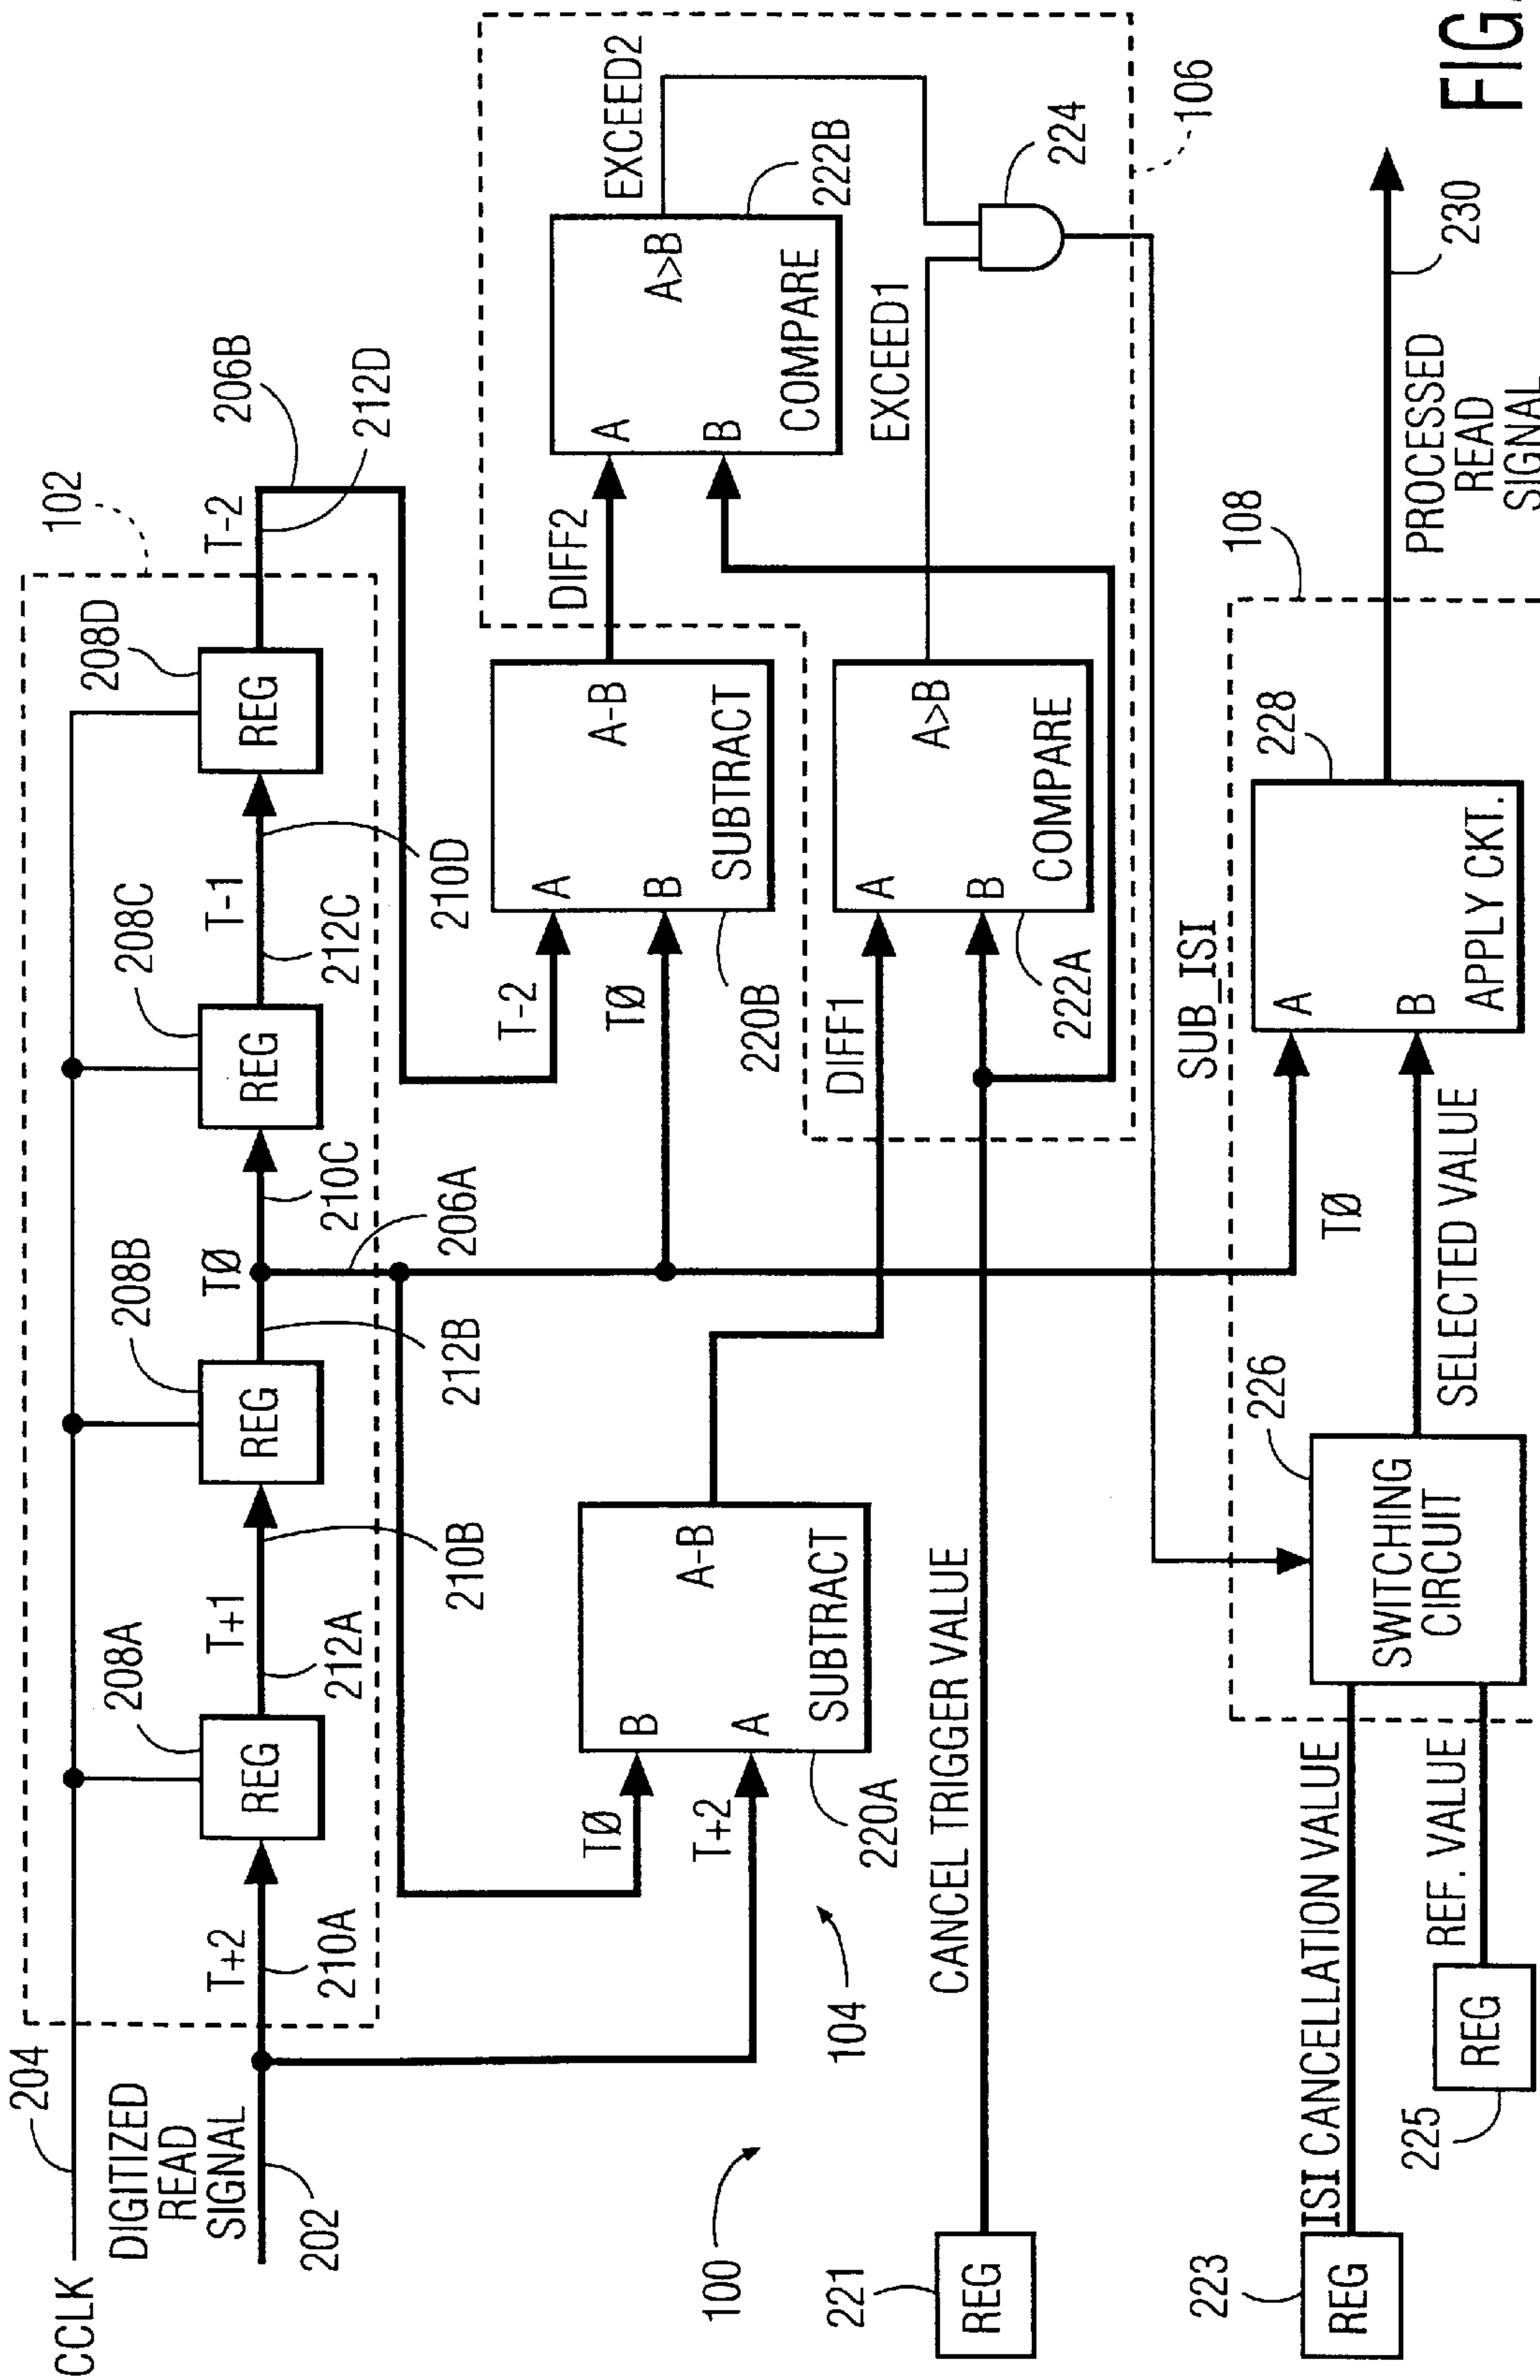 CCLK
204
DIGITIZED
READ
SIGNAL
202
102
T+2
210A
208A
REG
T+1
212A
210B
208B
REG
TØ
212B
210C
206A
208C
REG
T-1
212C
210D
208D
REG
T-2
212D
206B
100
104
TØ
T+2
B
A
A-B
SUBTRACT
220A
T-2
TØ
A
B
A-B
SUBTRACT
220B
DIFF2
A
B
A>B
COMPARE
222B
EXCEED2
DIFF1
A
B
A>B
COMPARE
222A
EXCEED1
224
106
221
REG
CANCEL TRIGGER VALUE
SUB_ISI
223
REG
ISI CANCELLATION VALUE
225
REG
REF. VALUE
226
SWITCHING
CIRCUIT
SELECTED VALUE
TØ
A
B
APPLY CKT.
228
108
PROCESSED
READ
SIGNAL
230
FIG.